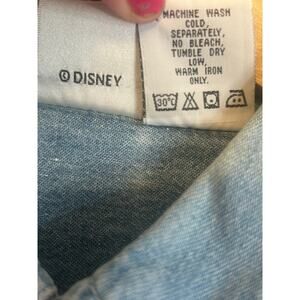 © DISNEY
MACHINE WASH
COLD,
SEPARATELY,
NO BLEACH,
TUMBLE DRY
LOW,
WARM IRON
ONLY.
30°C